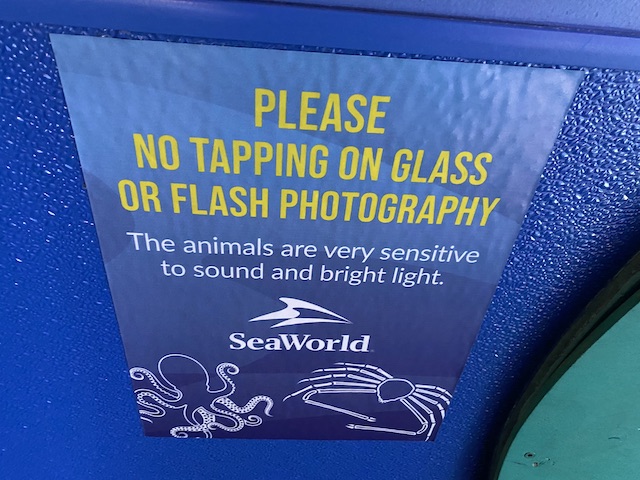 PLEASE
NO TAPPING ON GLASS
OR FLASH PHOTOGRAPHY
The animals are very sensitive
to sound and bright light.
SeaWorld